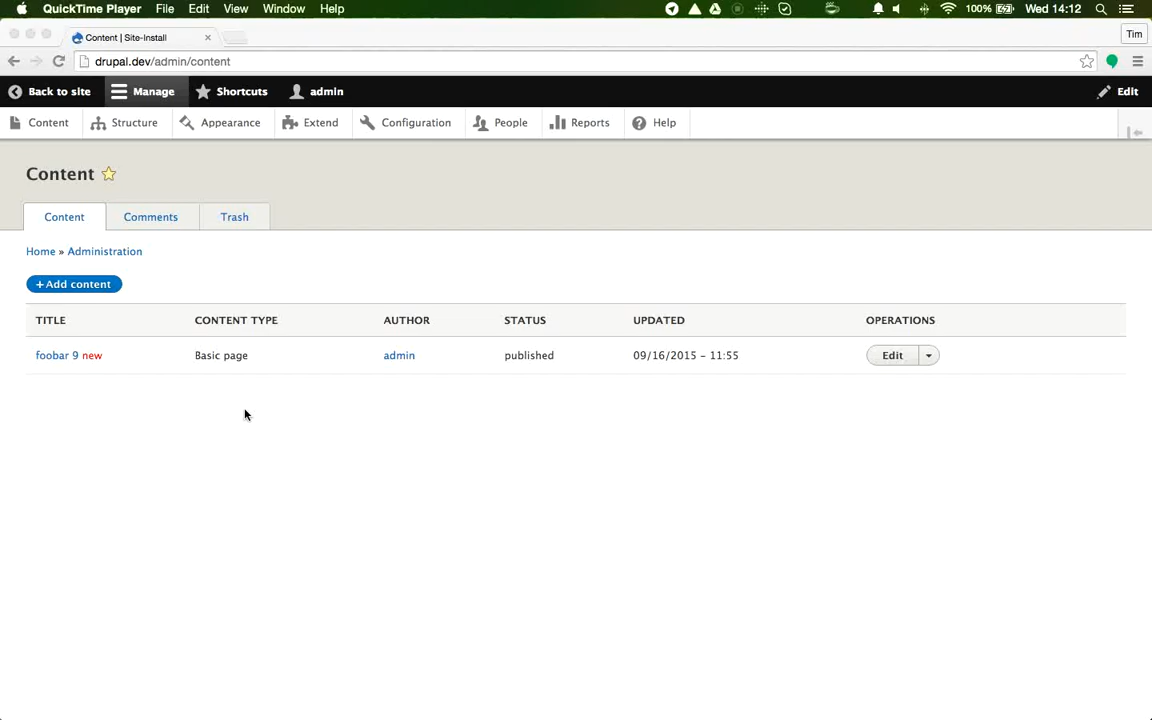 QuickTime Player File Edit View Window Help 100% Wed 14:12
Content | Site-Install Tim
drupal.dev/admin/content
Back to site Manage Shortcuts admin Edit
Content Structure Appearance Extend Configuration People Reports Help
Content
Content Comments Trash
Home » Administration
+ Add content
TITLE CONTENT TYPE AUTHOR STATUS UPDATED OPERATIONS
foobar 9 new Basic page admin published 09/16/2015 – 11:55 Edit